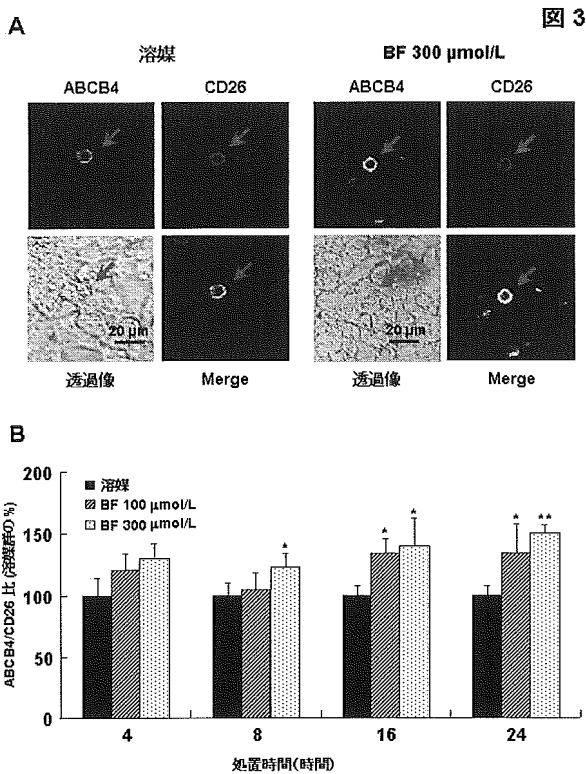 図 3
A
溶媒
BF 300 μmol/L
ABCB4
CD26
ABCB4
CD26
20 μm
20 μm
透過像
Merge
透過像
Merge
B
ABCB4/CD26 比 (溶媒群の%)
200
150
100
50
0
溶媒
BF 100 μmol/L
BF 300 μmol/L
*
*
*
*
**
4
8
16
24
処置時間(時間)